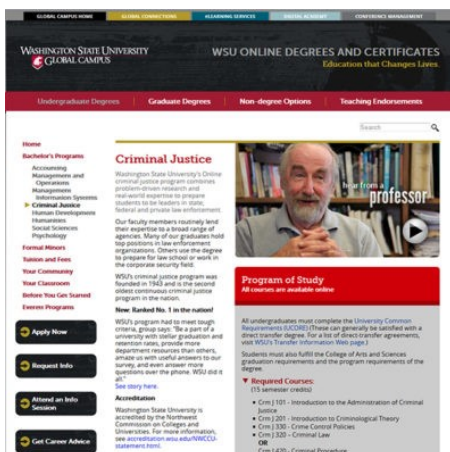 GLOBAL CAMPUS HOME
GLOBAL CONNECTIONS
eLEARNING SERVICES
DIGITAL ACADEMY
CONFERENCE MANAGEMENT
WASHINGTON STATE UNIVERSITY
GLOBAL CAMPUS
WSU ONLINE DEGREES AND CERTIFICATES
Education that Changes Lives.
Undergraduate Degrees
Graduate Degrees
Non-degree Options
Teaching Endorsements
Search
Home
Bachelor's Programs
Accounting
Management and
Operations
Management
Information Systems
Criminal Justice
Human Development
Humanities
Social Sciences
Psychology
Formal Minors
Tuition and Fees
Your Community
Your Classroom
Before You Get Started
Everett Programs
Apply Now
Request Info
Attend an Info
Session
Get Career Advice
Criminal Justice
Washington State University's Online
criminal justice program combines
problem-driven research and
real-world expertise to prepare
students to be leaders in state,
federal and private law enforcement.
Our faculty members routinely lend
their expertise to a broad range of
agencies. Many of our graduates hold
top positions in law enforcement
organizations. Others use the degree
to prepare for law school or work in
the corporate security field.
WSU's criminal justice program was
founded in 1943 and is the second
oldest continuous criminal justice
program in the nation.
New: Ranked No. 1 in the nation!
WSU's program had to meet tough
criteria, group says: "Be a part of a
university with stellar graduation and
retention rates, provide more
department resources than others,
amaze us with useful answers to our
survey, and even answer more
questions over the phone. WSU did it
all."
See story here.
Accreditation
Washington State University is
accredited by the Northwest
Commission on Colleges and
Universities. For more information,
see accreditation.wsu.edu/NWCCU-
statement.html.
hear from a
professor
Program of Study
All courses are available online
All undergraduates must complete the University Common
Requirements (UCORE) (These can generally be satisfied with a
direct transfer degree. For a list of direct-transfer agreements,
visit WSU's Transfer Information Web page.)
Students must also fulfill the College of Arts and Sciences
graduation requirements and the program requirements of the
degree.
Required Courses:
(15 semester credits)
Crm J 101 - Introduction to the Administration of Criminal
Justice
Crm J 201 - Introduction to Criminological Theory
Crm J 330 - Crime Control Policies
Crm J 320 - Criminal Law
OR
Crm J 420 - Criminal Procedure